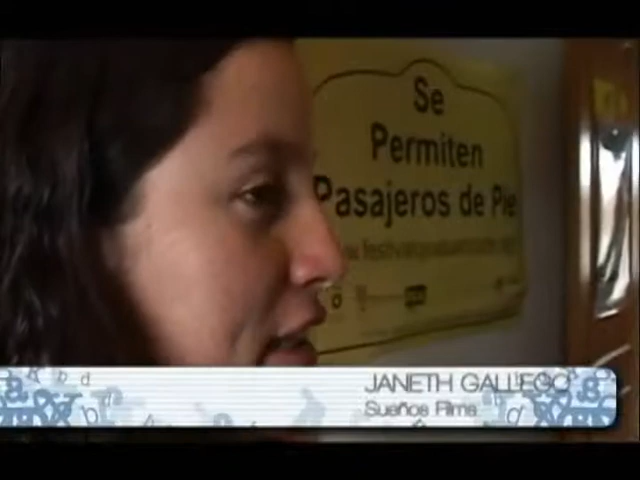 Se
Permiten
Pasajeros de Pie
JANETH GALLEGO
Sueños Films